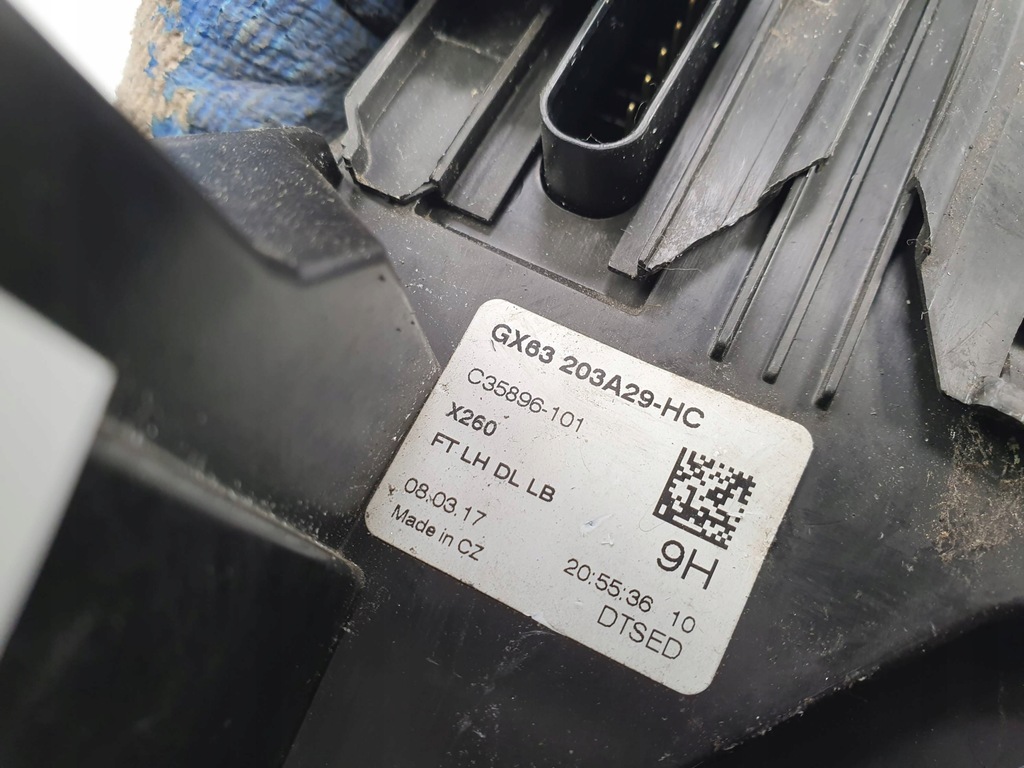 GX63 203A29-HC
C35896-101
X260
FT LH DL LB
08.03.17
Made in CZ
9H
20:55:36 10
DTSED